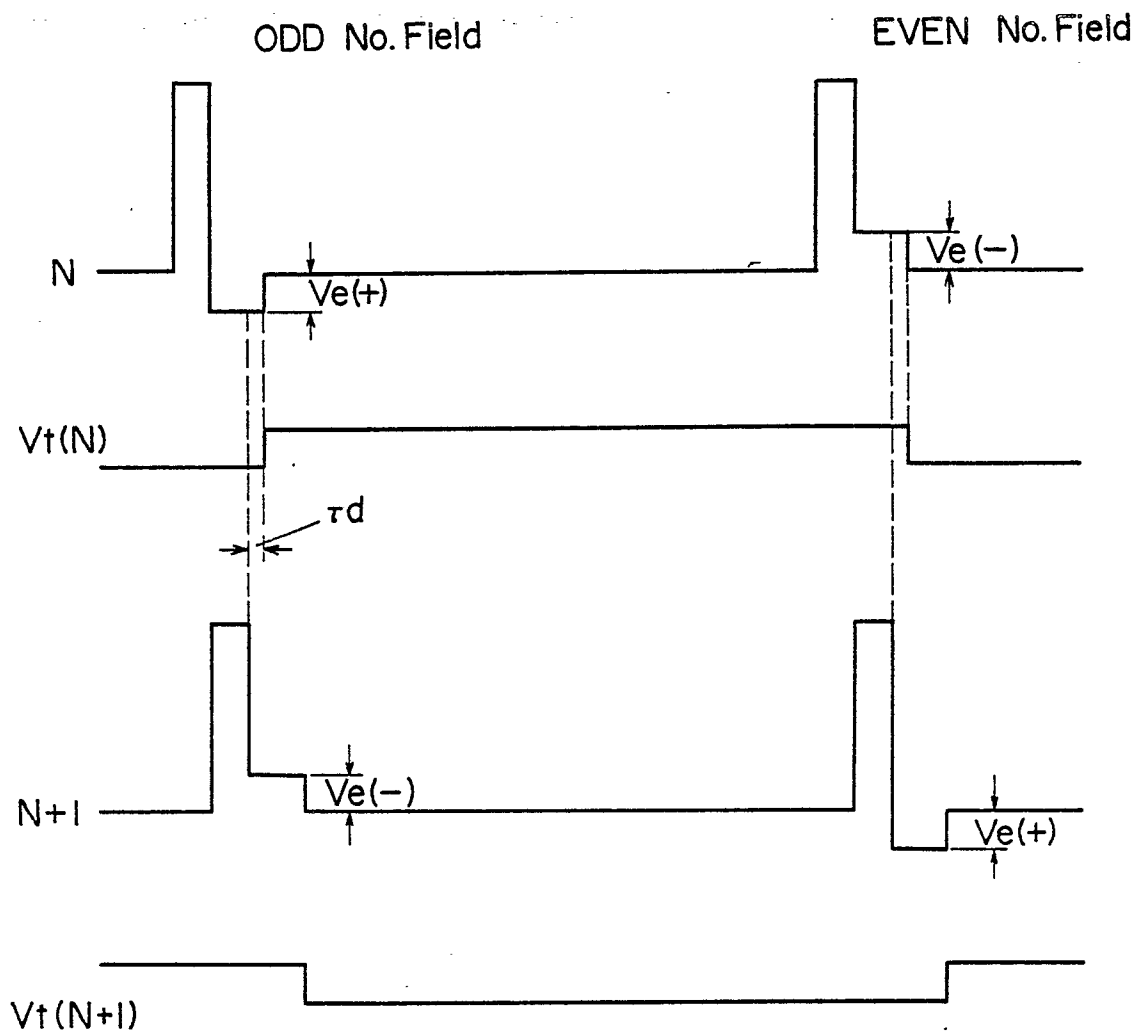 ODD No. Field
EVEN No. Field
N
Ve(+)
Ve(-)
Vt(N)
τd
N+1
Ve(-)
Ve(+)
Vt(N+1)